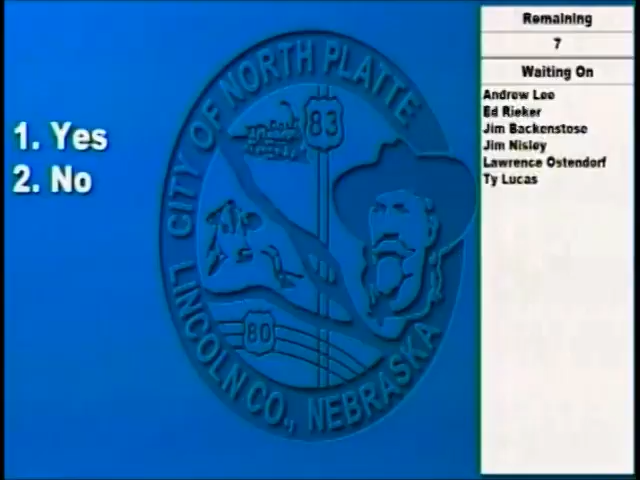 1. Yes
2. No
CITY OF NORTH PLATTE
83
80
LINCOLN CO., NEBRASKA
Remaining
7
Waiting On
Andrew Lee
Ed Rieker
Jim Backenstose
Jim Nisley
Lawrence Ostendorf
Ty Lucas